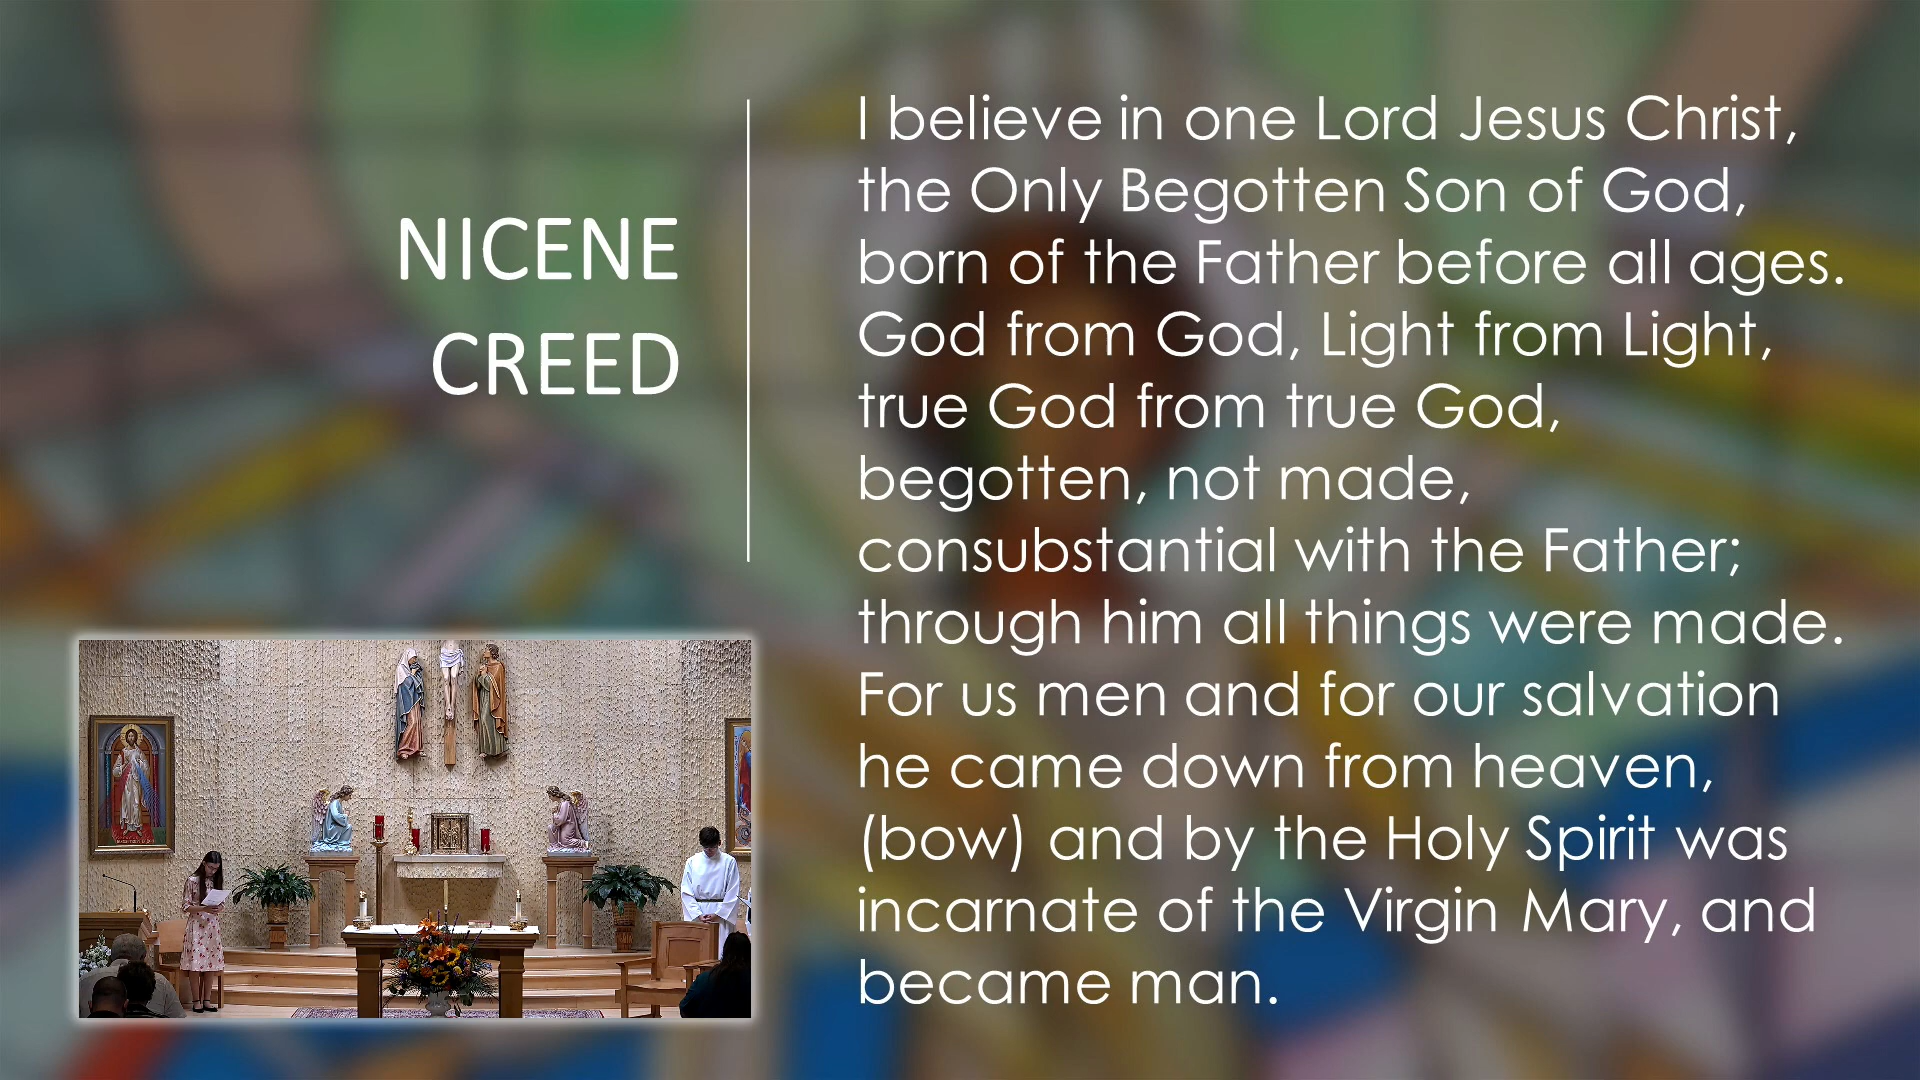 NICENE
CREED
I believe in one Lord Jesus Christ,
the Only Begotten Son of God,
born of the Father before all ages.
God from God, Light from Light,
true God from true God,
begotten, not made,
consubstantial with the Father;
through him all things were made.
For us men and for our salvation
he came down from heaven,
(bow) and by the Holy Spirit was
incarnate of the Virgin Mary, and
became man.